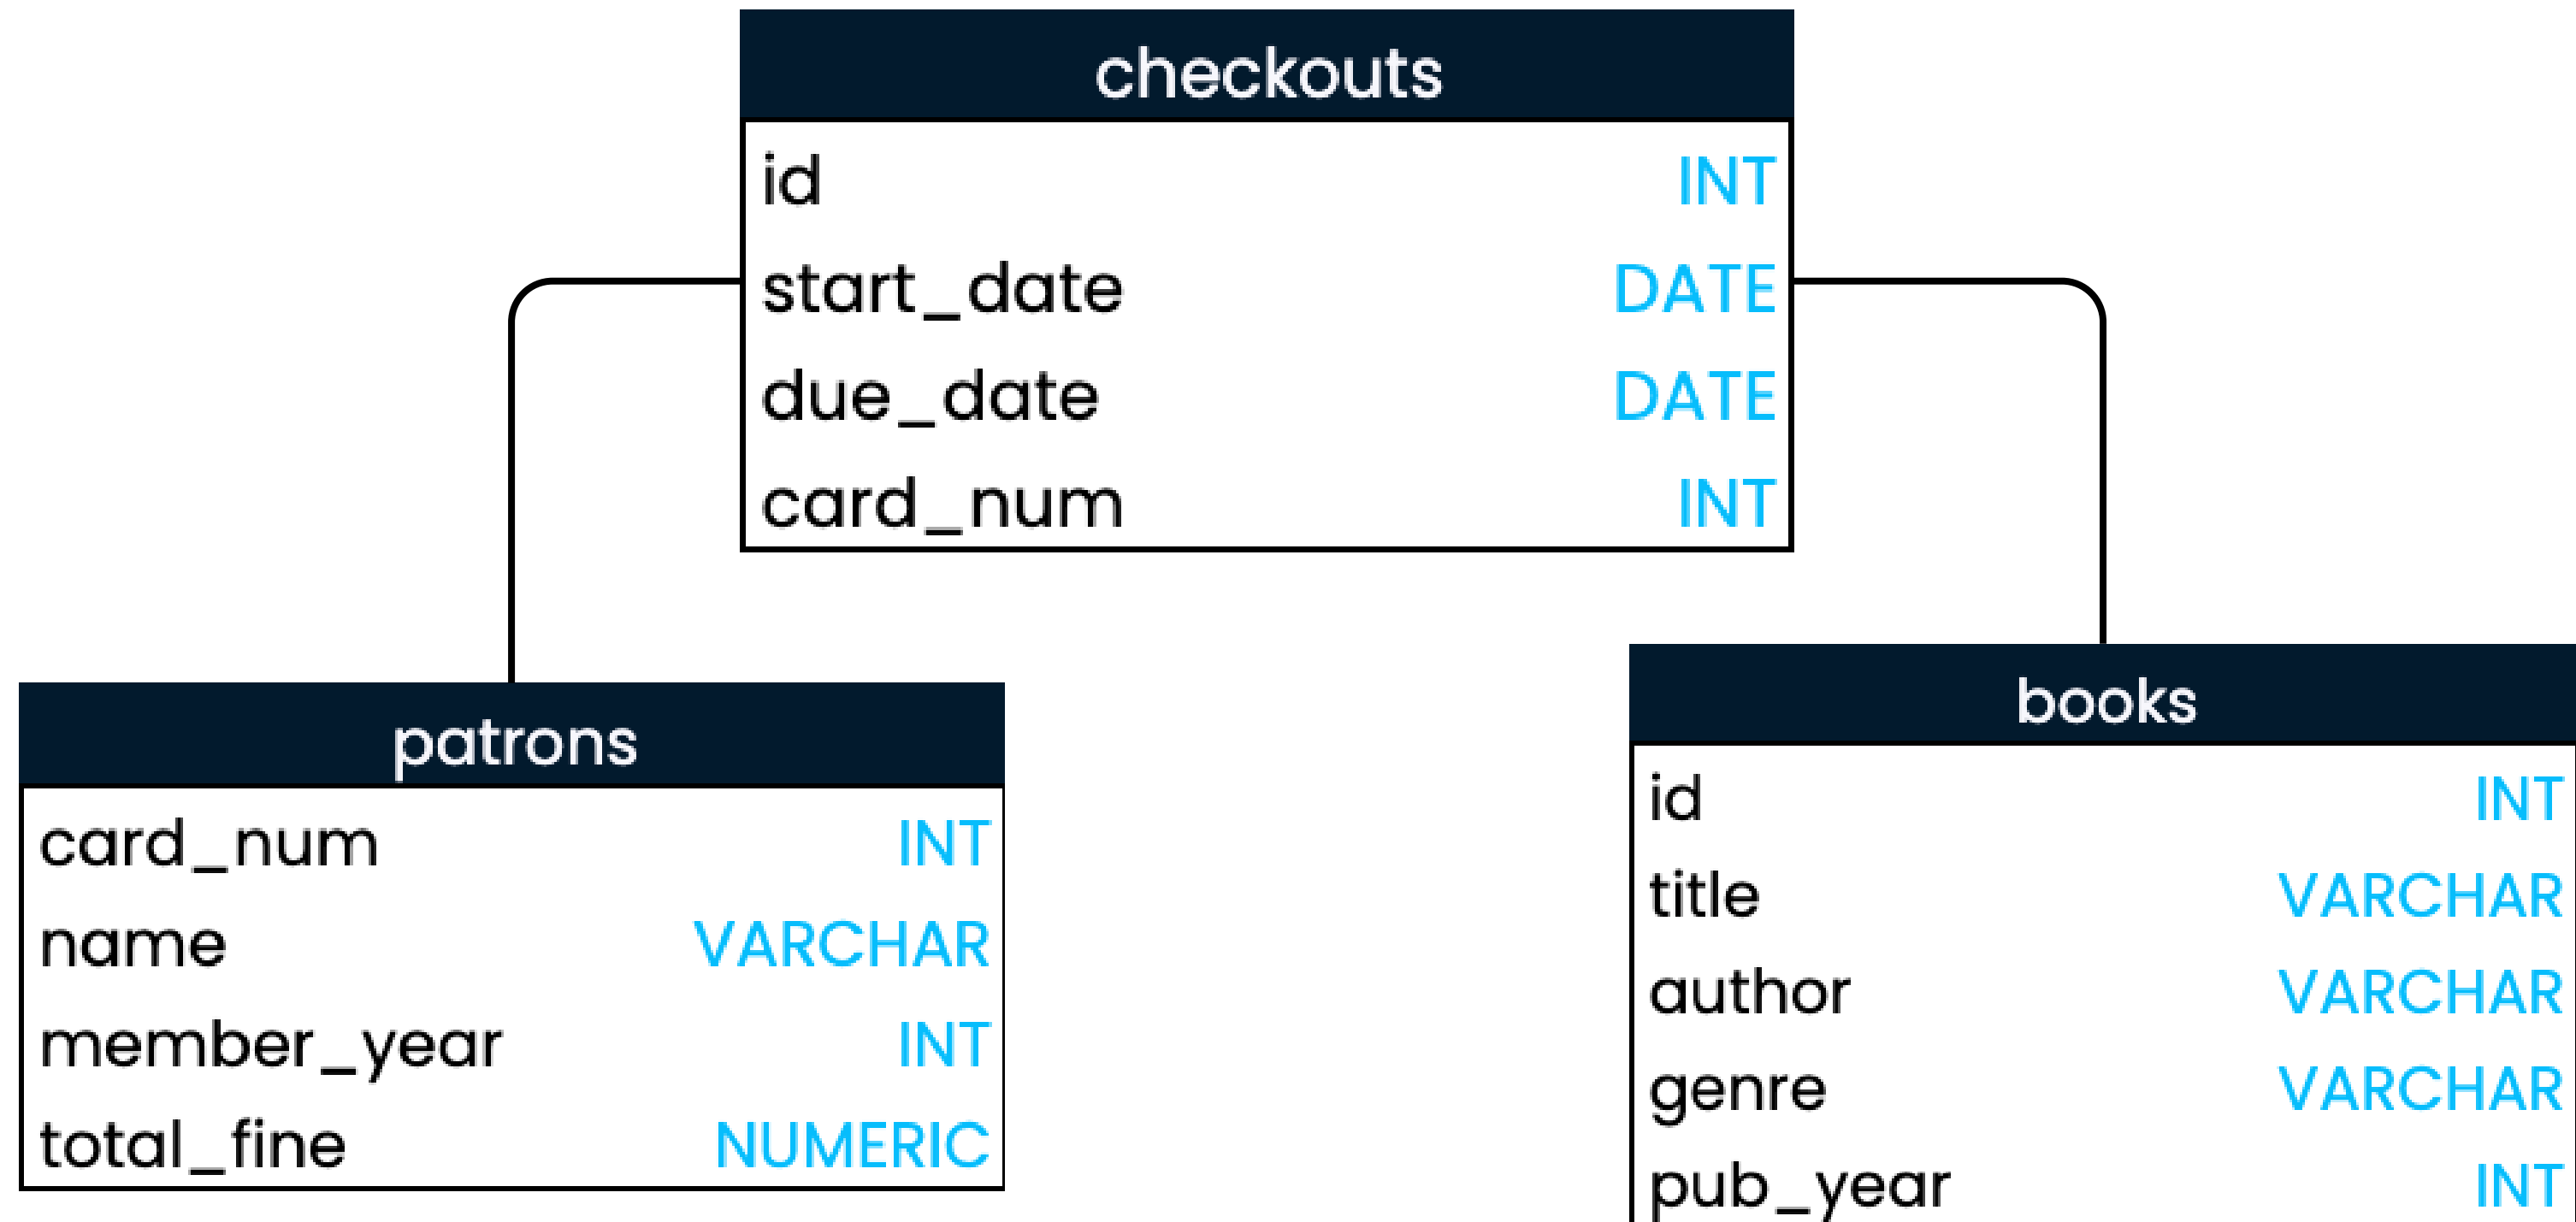 checkouts
id INT
start_date DATE
due_date DATE
card_num INT
patrons
card_num INT
name VARCHAR
member_year INT
total_fine NUMERIC
books
id INT
title VARCHAR
author VARCHAR
genre VARCHAR
pub_year INT